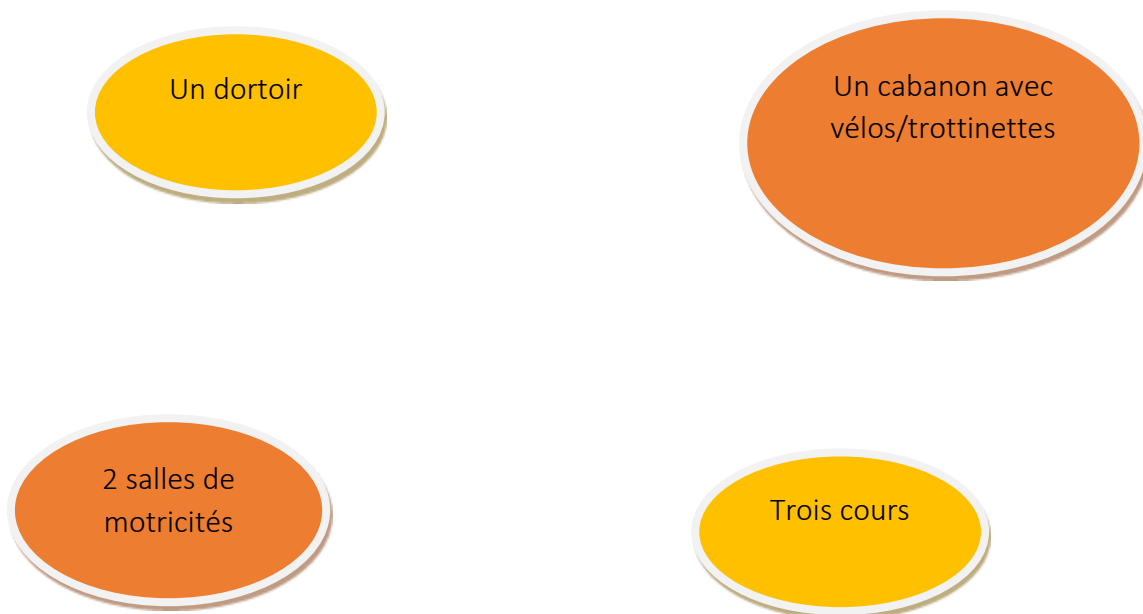 Un dortoir
Un cabanon avec
vélos/trottinettes
2 salles de
motricités
Trois cours